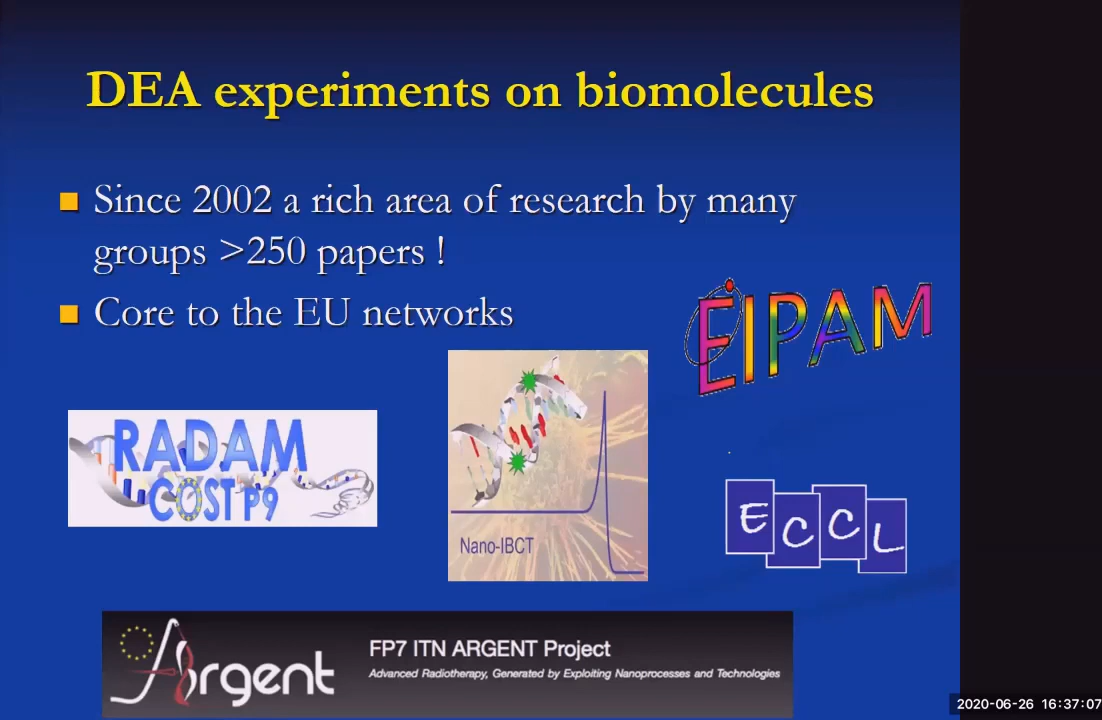 DEA experiments on biomolecules
Since 2002 a rich area of research by many
groups >250 papers !
Core to the EU networks
EIPAM
RADAM
COST P9
Nano-IBCT
ECCL
Argent
FP7 ITN ARGENT Project
Advanced Radiotherapy, Generated by Exploiting Nanoprocesses and Technologies
2020-06-26 16:37:07